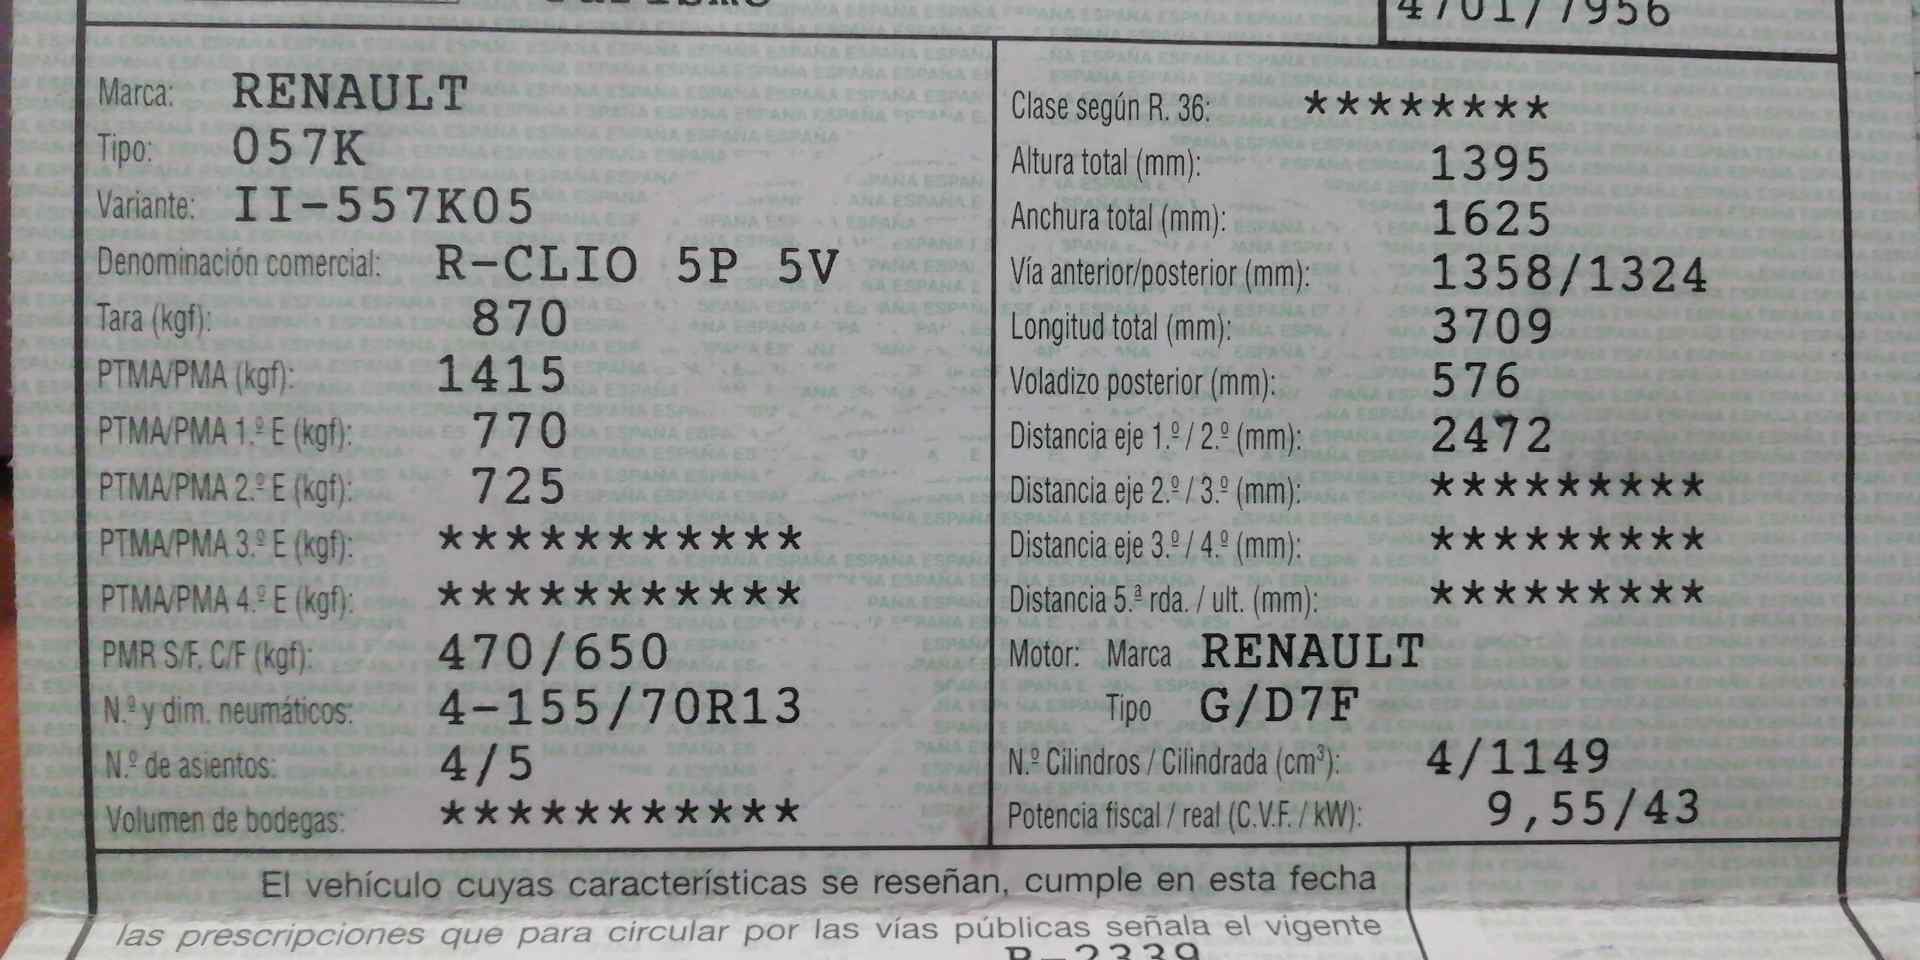 Marca: RENAULT
Tipo: 057K
Variante: II-557K05
Denominación comercial: R-CLIO 5P 5V
Tara (kgf): 870
PTMA/PMA (kgf): 1415
PTMA/PMA 1.º E (kgf): 770
PTMA/PMA 2.º E (kgf): 725
PTMA/PMA 3.º E (kgf): ***********
PTMA/PMA 4.º E (kgf): ***********
PMR S/F. C/F (kgf): 470/650
N.º y dim. neumáticos: 4-155/70R13
N.º de asientos: 4/5
Volumen de bodegas: ***********
Clase según R. 36: ********
Altura total (mm): 1395
Anchura total (mm): 1625
Vía anterior/posterior (mm): 1358/1324
Longitud total (mm): 3709
Voladizo posterior (mm): 576
Distancia eje 1.º / 2.º (mm): 2472
Distancia eje 2.º / 3.º (mm): *********
Distancia eje 3.º / 4.º (mm): *********
Distancia 5.ª rda. / ult. (mm): *********
Motor: Marca RENAULT
Tipo G/D7F
N.º Cilindros / Cilindrada (cm³): 4/1149
Potencia fiscal / real (C.V.F. / kW): 9,55/43
El vehículo cuyas características se reseñan, cumple en esta fecha
las prescripciones que para circular por las vías públicas señala el vigente